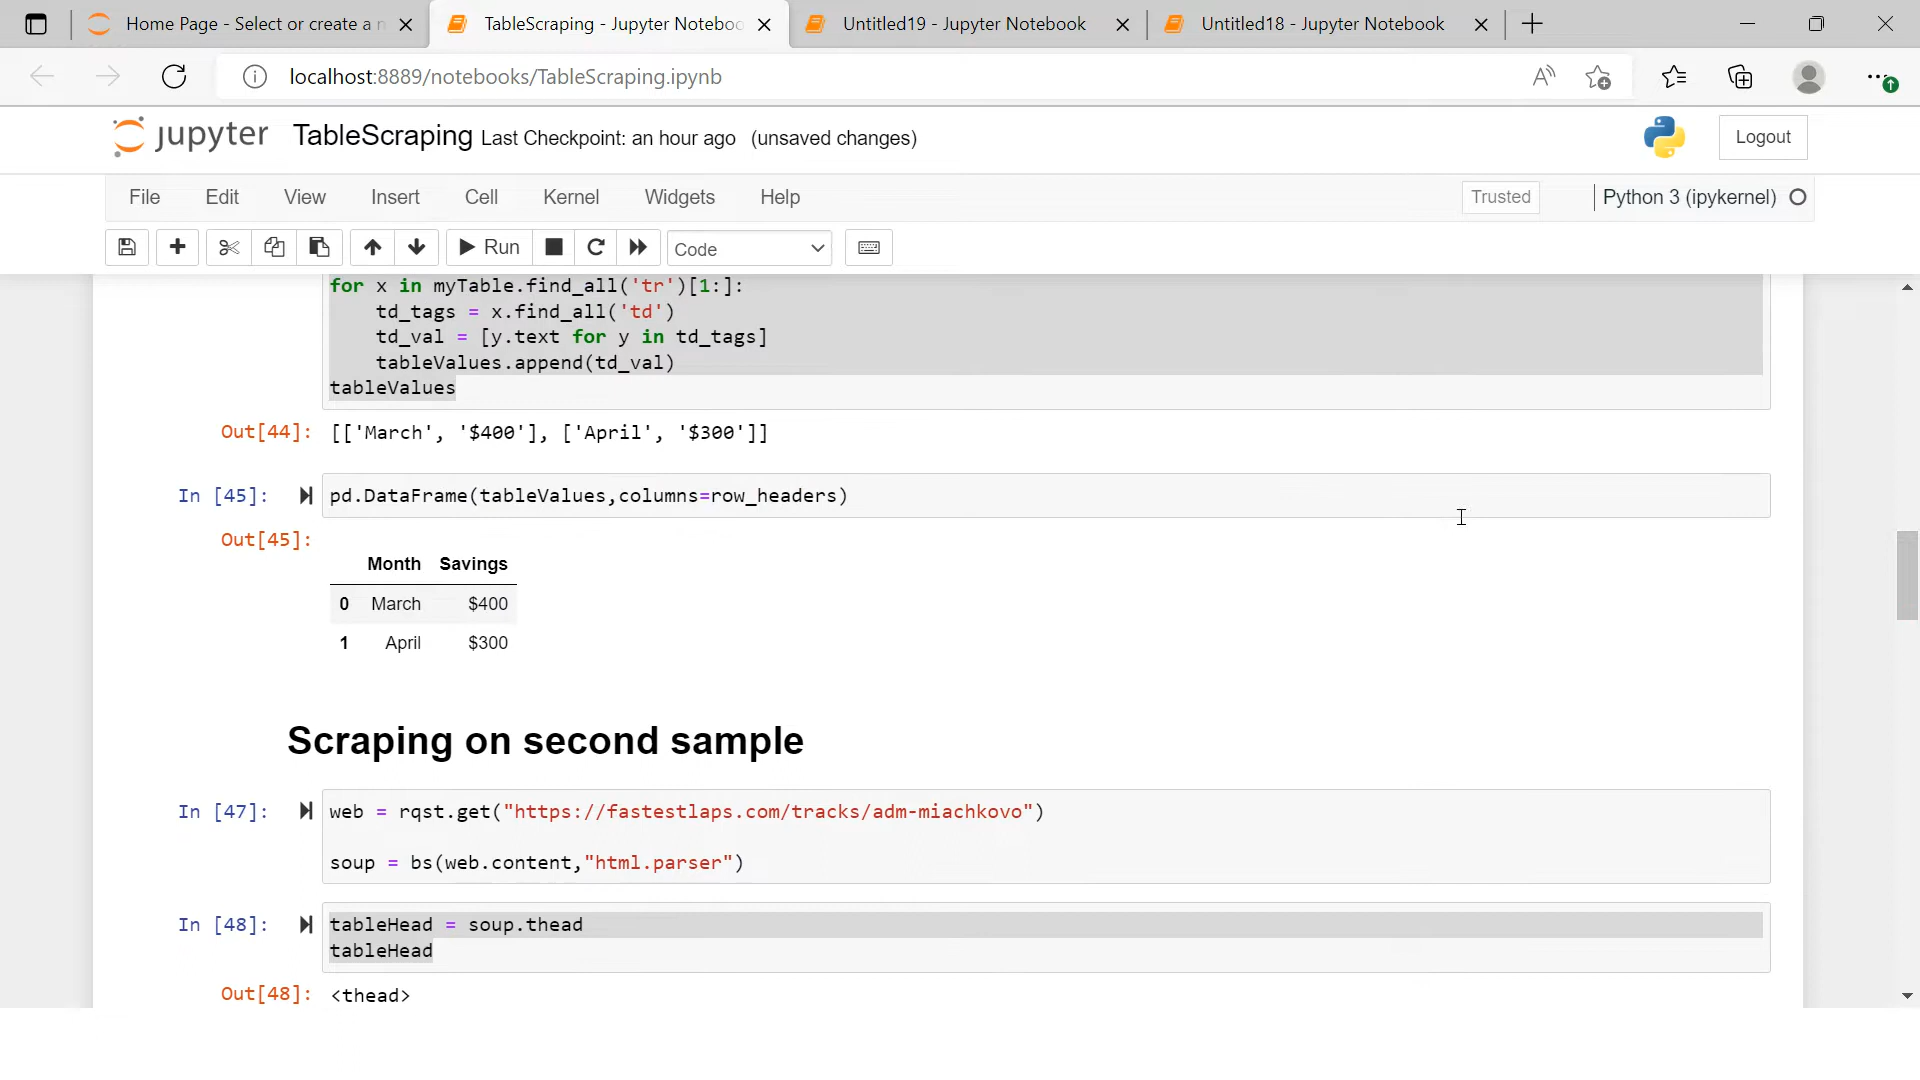 Home Page - Select or create a n
TableScraping - Jupyter Noteboo
Untitled19 - Jupyter Notebook
Untitled18 - Jupyter Notebook
localhost:8889/notebooks/TableScraping.ipynb
jupyter TableScraping Last Checkpoint: an hour ago (unsaved changes)
Logout
File Edit View Insert Cell Kernel Widgets Help
Trusted
Python 3 (ipykernel)
Run
Code
for x in myTable.find_all('tr')[1:]:
    td_tags = x.find_all('td')
    td_val = [y.text for y in td_tags]
    tableValues.append(td_val)
tableValues
Out[44]: [['March', '$400'], ['April', '$300']]
In [45]: pd.DataFrame(tableValues,columns=row_headers)
Out[45]:
Month Savings
0 March $400
1 April $300
Scraping on second sample
In [47]: web = rqst.get("https://fastestlaps.com/tracks/adm-miachkovo")
soup = bs(web.content,"html.parser")
In [48]: tableHead = soup.thead
tableHead
Out[48]: <thead>